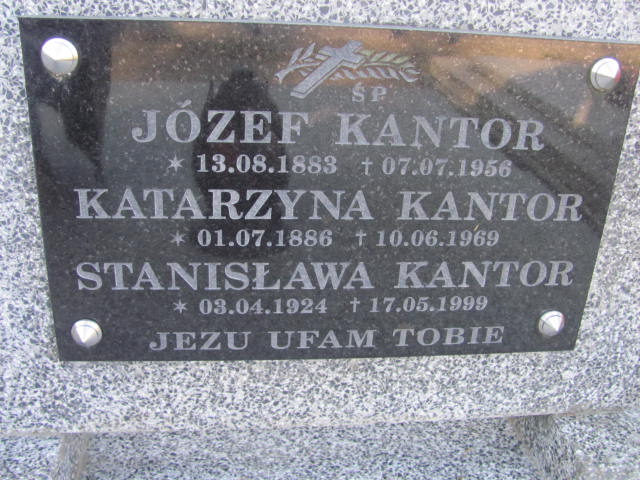 ŚP
JÓZEF KANTOR
* 13.08.1883 † 07.07.1956
KATARZYNA KANTOR
* 01.07.1886 † 10.06.1969
STANISŁAWA KANTOR
* 03.04.1924 † 17.05.1999
JEZU UFAM TOBIE